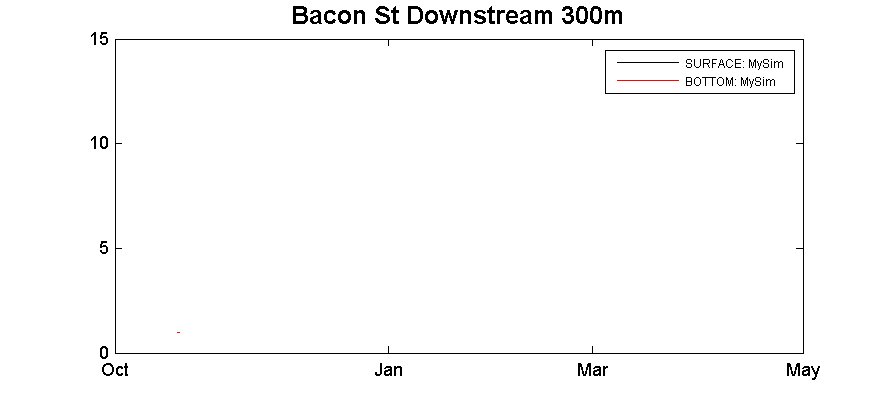 Bacon St Downstream 300m
15
SURFACE: MySim
BOTTOM: MySim
10
5
0
Oct Jan Mar May